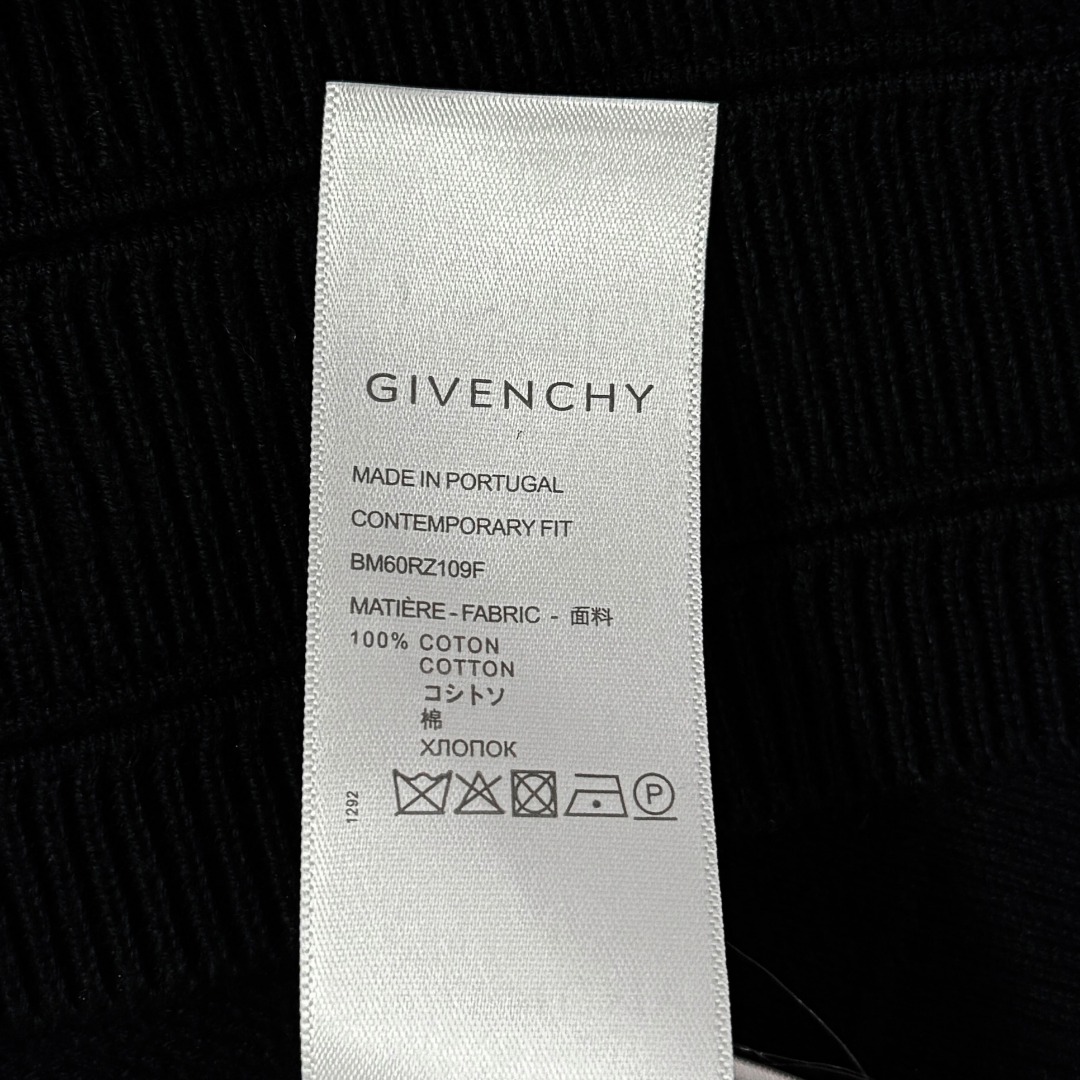 GIVENCHY
r
MADE IN PORTUGAL
CONTEMPORARY FIT
BM60RZ109F
MATIÈRE - FABRIC - 面料
100% COTON
COTTON
コシトソ
棉
ХЛОПОК
1292
P